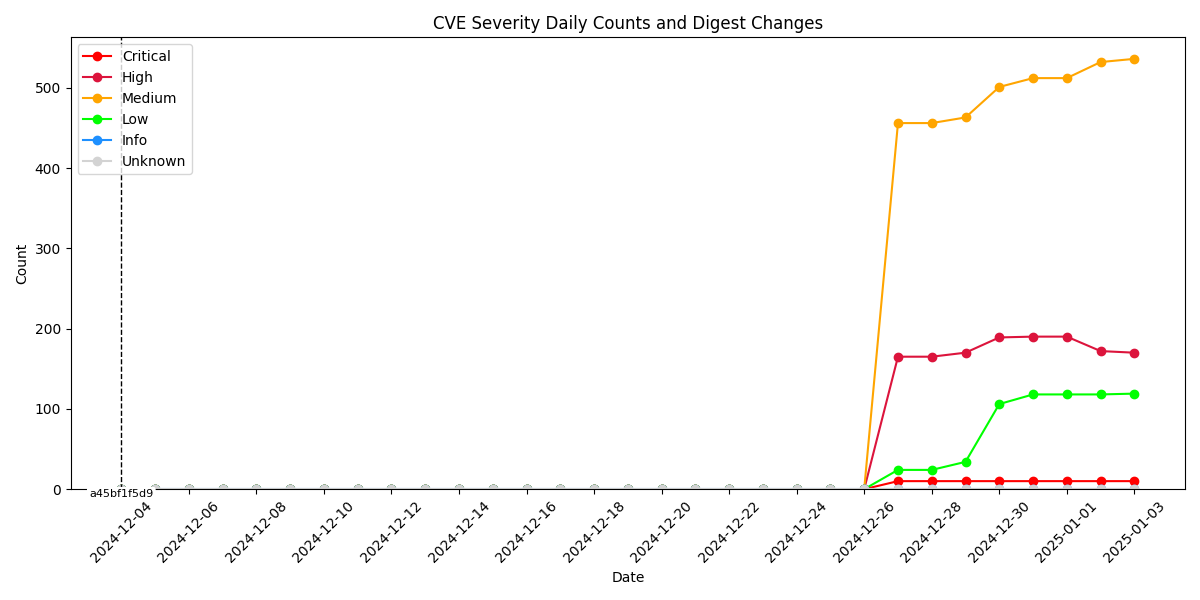 CVE Severity Daily Counts and Digest Changes
Critical
High
Medium
Low
Info
Unknown
Count
500
400
300
200
100
0
a45bf1f5d9
2024-12-04
2024-12-06
2024-12-08
2024-12-10
2024-12-12
2024-12-14
2024-12-16
2024-12-18
2024-12-20
2024-12-22
2024-12-24
2024-12-26
2024-12-28
2024-12-30
2025-01-01
2025-01-03
Date